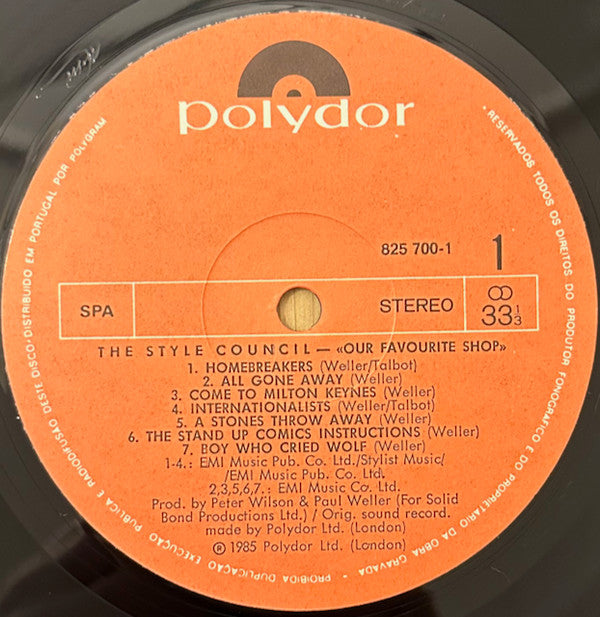 polydor
825 700-1
1
SPA
STEREO
33 1/3
THE STYLE COUNCIL — «OUR FAVOURITE SHOP»
1. HOMEBREAKERS (Weller/Talbot)
2. ALL GONE AWAY (Weller)
3. COME TO MILTON KEYNES (Weller)
4. INTERNATIONALISTS (Weller/Talbot)
5. A STONES THROW AWAY (Weller)
6. THE STAND UP COMICS INSTRUCTIONS (Weller)
7. BOY WHO CRIED WOLF (Weller)
1-4.: EMI Music Pub. Co. Ltd./Stylist Music/
/EMI Music Pub. Co. Ltd.
2,3,5,6,7.: EMI Music Co. Ltd.
Prod. by Peter Wilson & Paul Weller (For Solid
Bond Productions Ltd.) / Orig. sound record.
made by Polydor Ltd. (London)
℗ 1985 Polydor Ltd. (London)
· RESERVADOS TODOS OS DIREITOS DO PRODUTOR FONOGRÁFICO E DO PROPRIETÁRIO DA OBRA GRAVADA - PROIBIDA DUPLICAÇÃO EXECUÇÃO PÚBLICA E RADIODIFUSÃO DESTE DISCO · DISTRIBUIDO EM PORTUGAL POR POLYGRAM